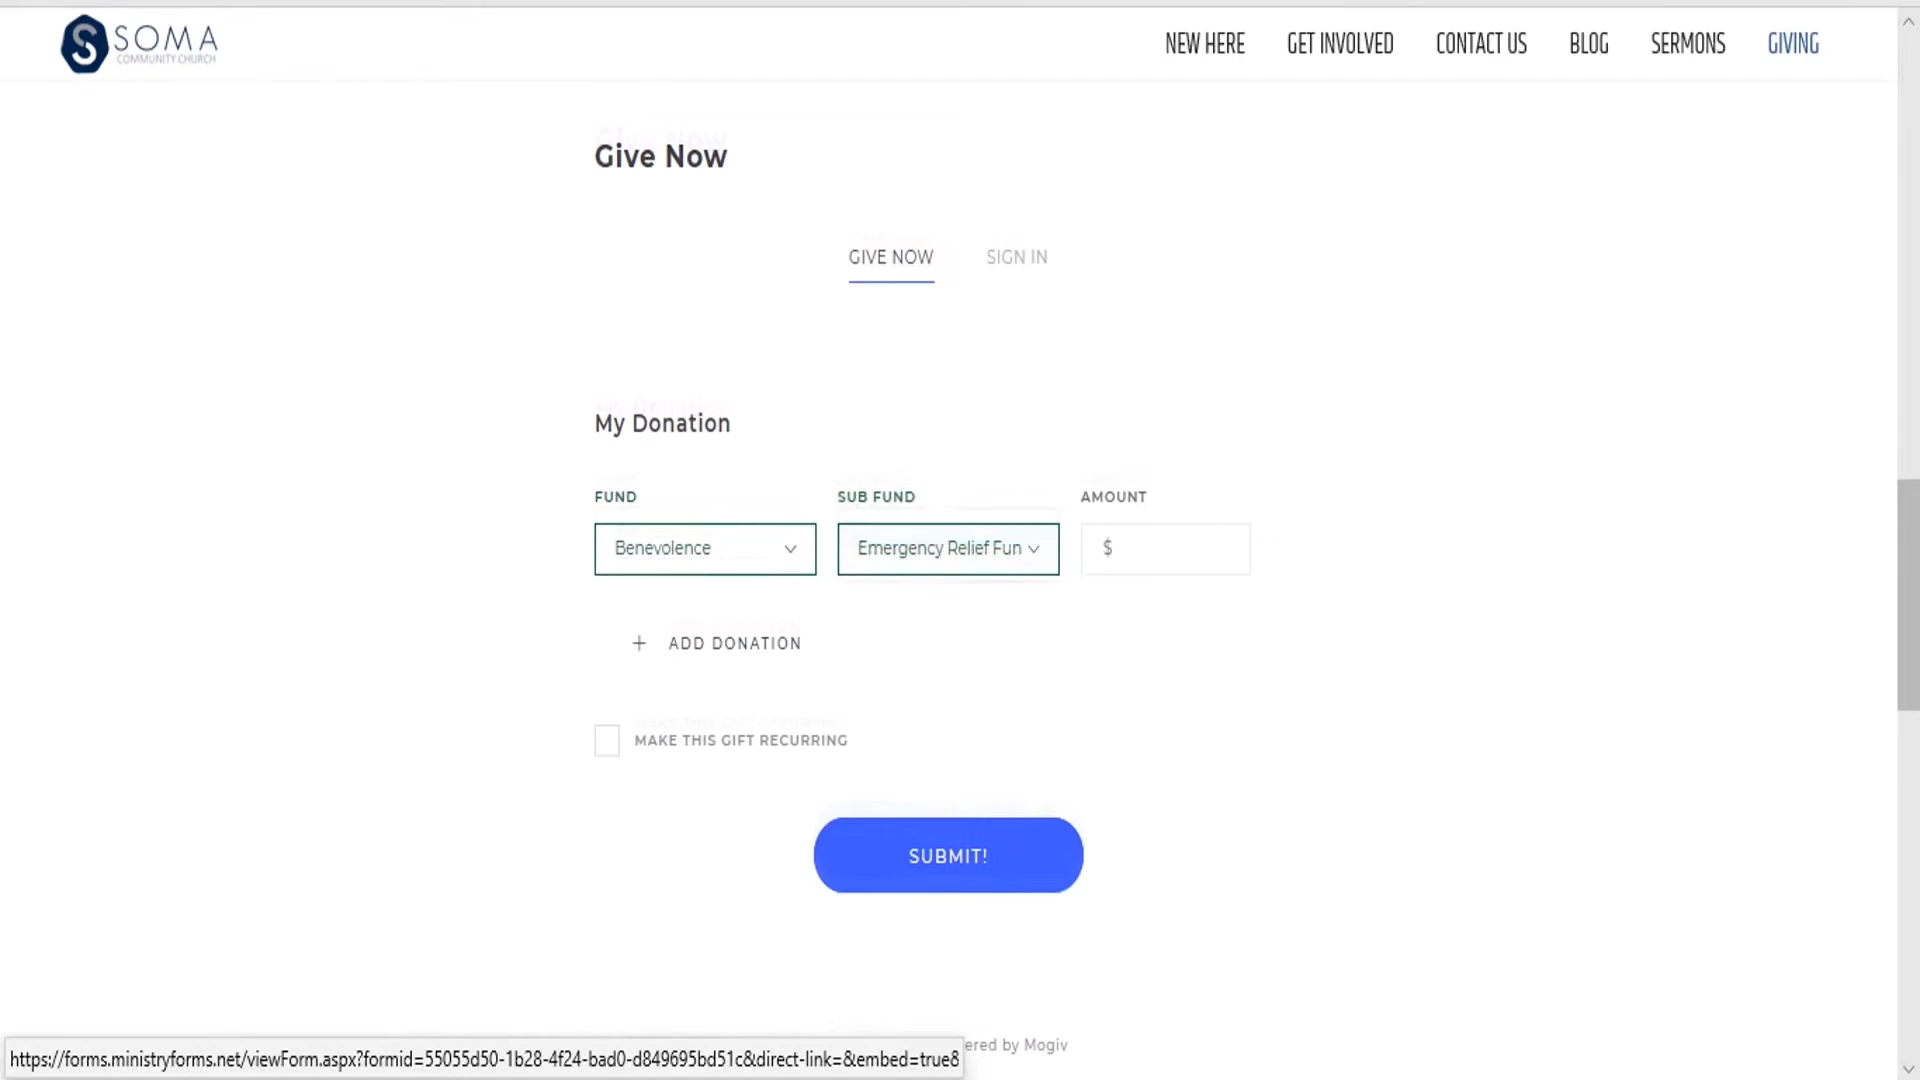 SOMA
COMMUNITY CHURCH
NEW HERE GET INVOLVED CONTACT US BLOG SERMONS GIVING
Give Now
GIVE NOW SIGN IN
My Donation
FUND SUB FUND AMOUNT
Benevolence Emergency Relief Fun $
+ ADD DONATION
MAKE THIS GIFT RECURRING
SUBMIT!
ered by Mogiv
https://forms.ministryforms.net/viewForm.aspx?formid=55055d50-1b28-4f24-bad0-d849695bd51c&direct-link=&embed=true&